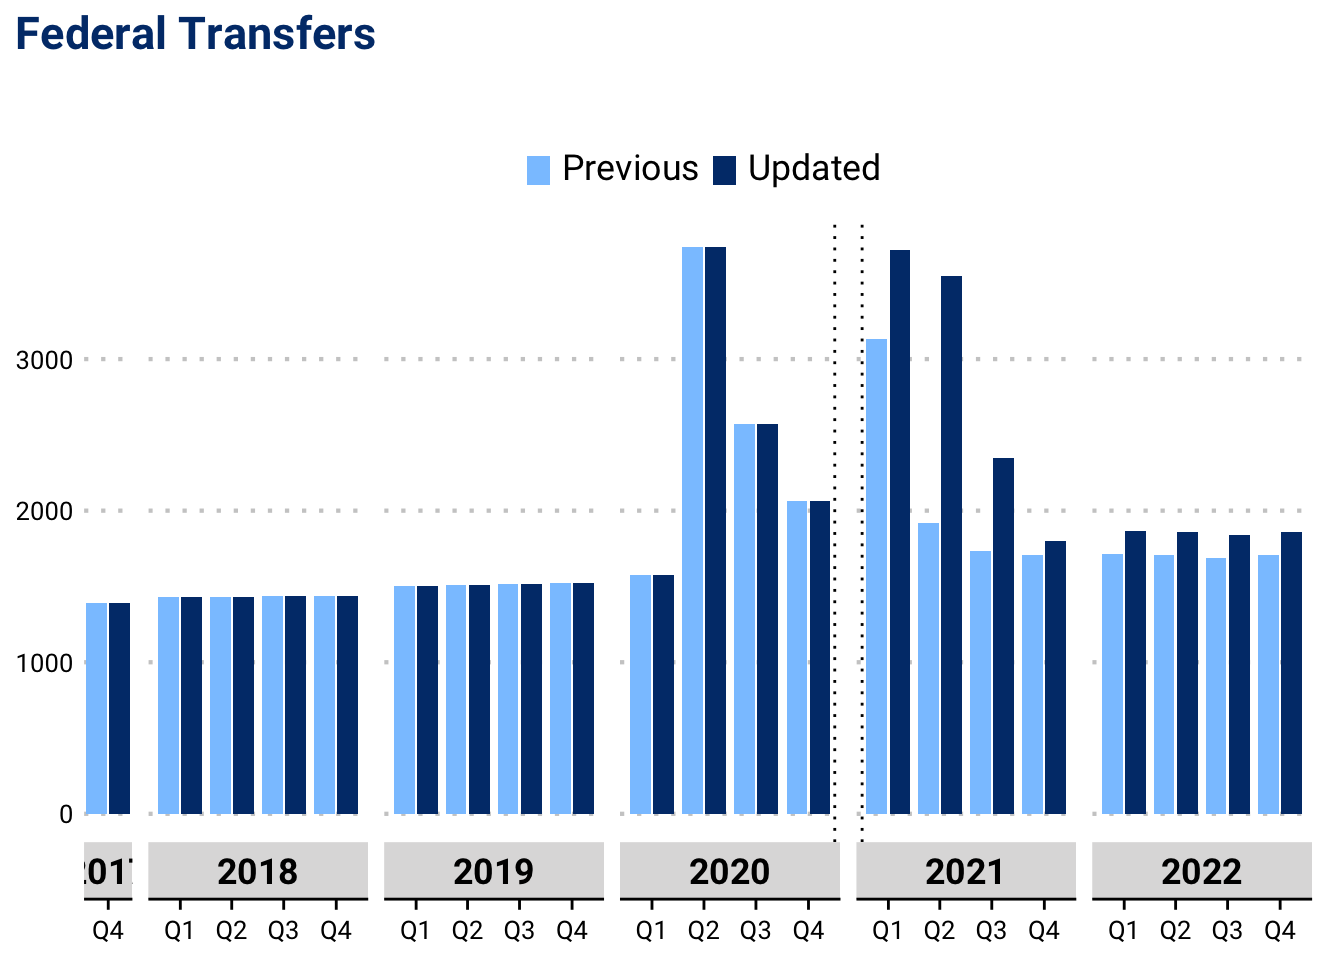 Federal Transfers
Previous Updated
3000
2000
1000
0
2017 2018 2019 2020 2021 2022
Q4 Q1 Q2 Q3 Q4 Q1 Q2 Q3 Q4 Q1 Q2 Q3 Q4 Q1 Q2 Q3 Q4 Q1 Q2 Q3 Q4